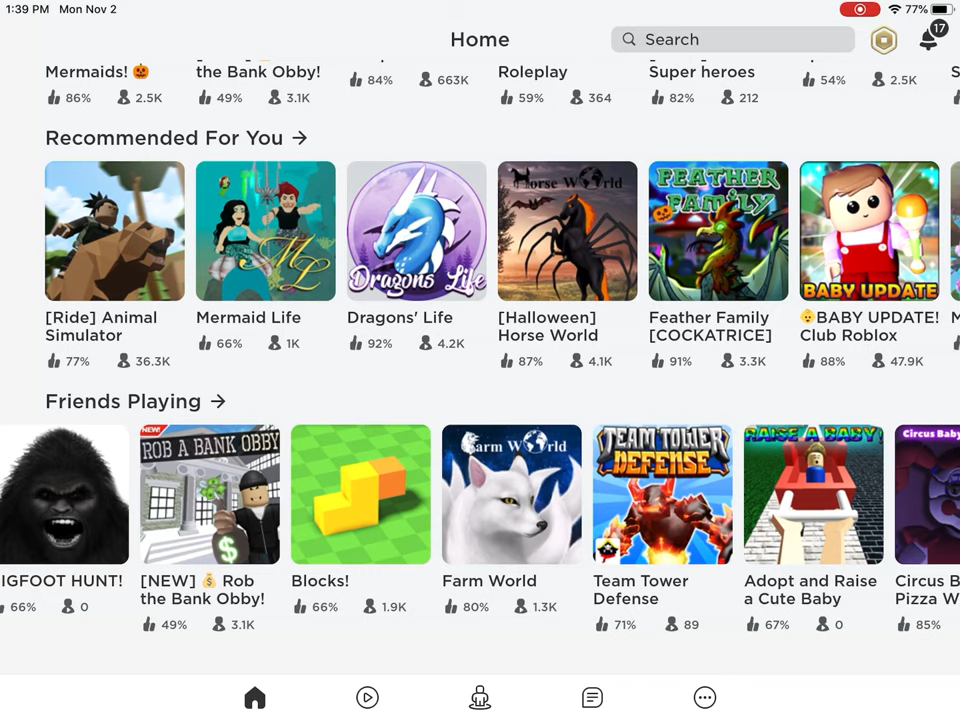 1:39 PM Mon Nov 2
77%
Home
Search
17
Mermaids! 🎃
the Bank Obby!
Roleplay
Super heroes
86% 2.5K
49% 3.1K
84% 663K
59% 364
82% 212
54% 2.5K
Recommended For You →
ML
Dragons Life
Horse World
FEATHER
FAMILY
BABY UPDATE
[Ride] Animal
Simulator
77% 36.3K
Mermaid Life
66% 1K
Dragons' Life
92% 4.2K
[Halloween]
Horse World
87% 4.1K
Feather Family
[COCKATRICE]
91% 3.3K
👶BABY UPDATE!
Club Roblox
88% 47.9K
Friends Playing →
NEW!
ROB A BANK OBBY
$
Farm World
TEAM TOWER
DEFENSE
RAISE A BABY
Circus Baby
IGFOOT HUNT!
66% 0
[NEW] 💰 Rob
the Bank Obby!
49% 3.1K
Blocks!
66% 1.9K
Farm World
80% 1.3K
Team Tower
Defense
71% 89
Adopt and Raise
a Cute Baby
67% 0
Circus B
Pizza W
85%